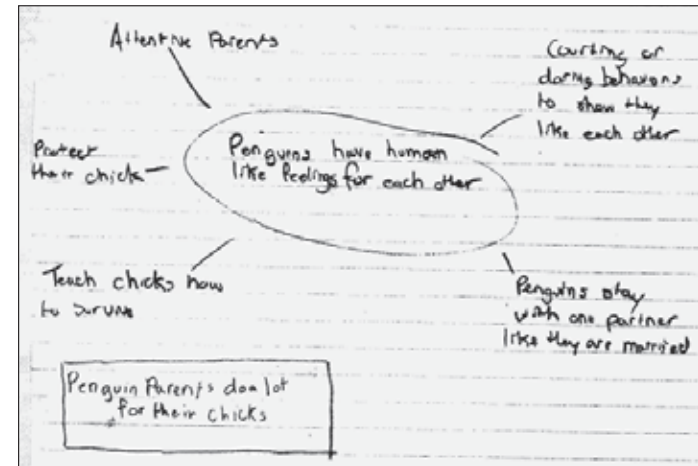 Attentive Parents
Courting or
dating behaviors
to show they
like each other
Penguins have human
like feelings for each other
Protect
their chick
Teach chicks how
to survive
Penguins stay
with one partner
like they are married
Penguin Parents do a lot
for their chicks